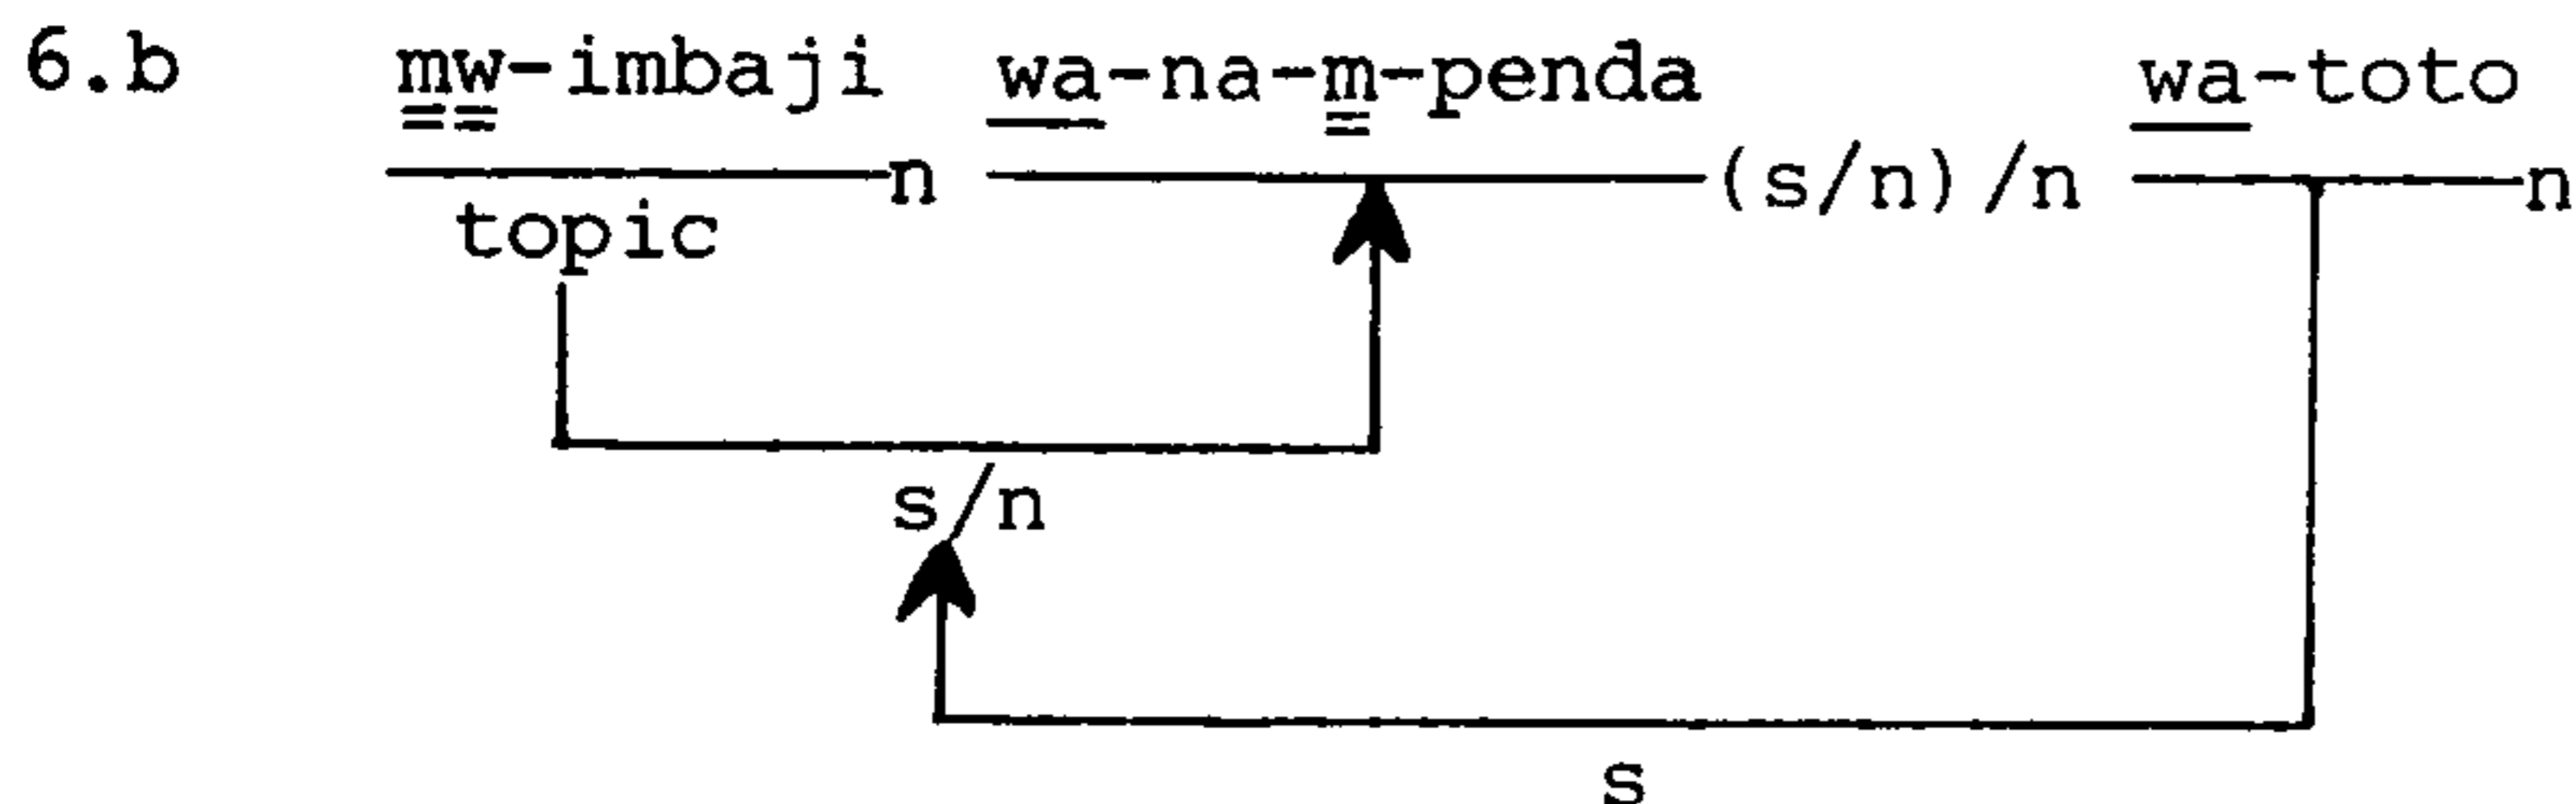 6.b mw-imbaji wa-na-m-penda wa-toto
n (s/n)/n n
topic
s/n
s